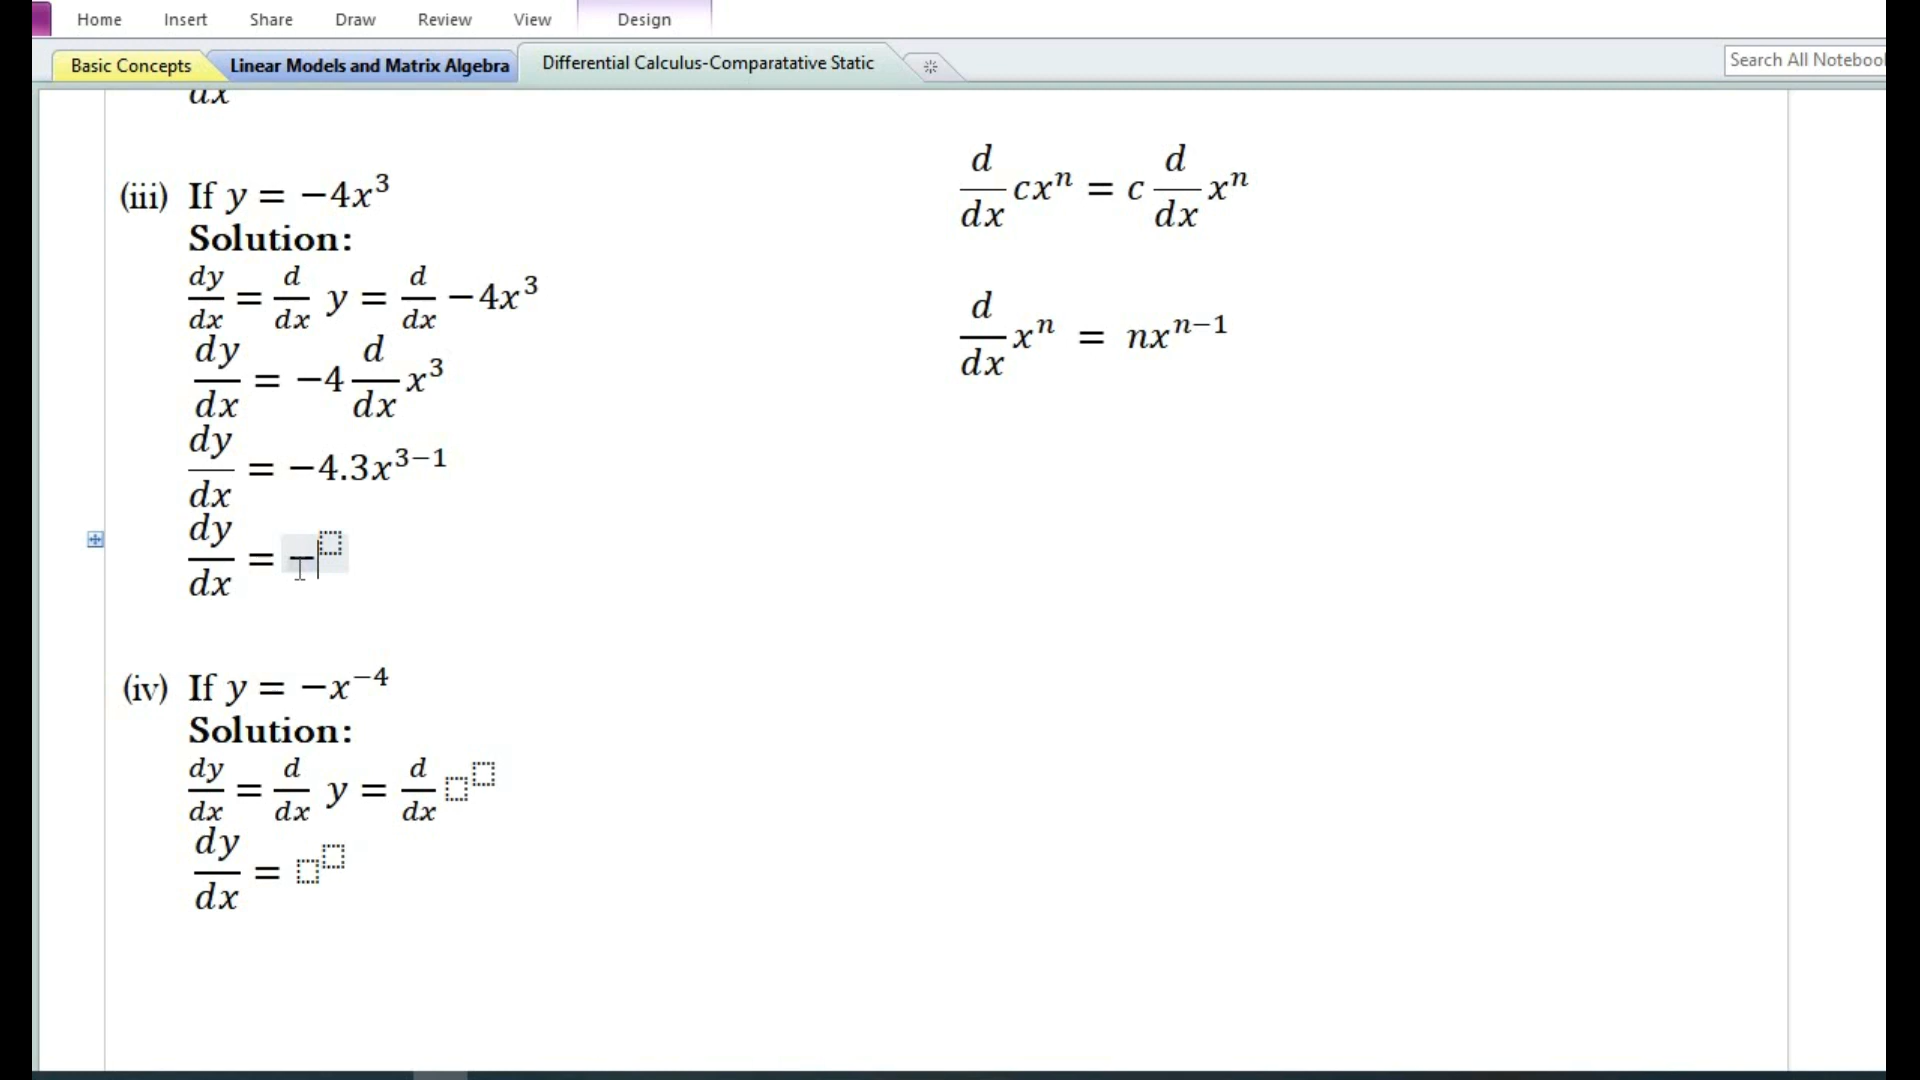 Home Insert Share Draw Review View Design
Basic Concepts Linear Models and Matrix Algebra Differential Calculus-Comparatative Static Search All Noteboo
dx
(iii) If y = −4x³
Solution:
dy/dx = d/dx y = d/dx −4x³
dy/dx = −4 d/dx x³
dy/dx = −4.3x³⁻¹
dy/dx = −
(iv) If y = −x⁻⁴
Solution:
dy/dx = d/dx y = d/dx
dy/dx =
d/dx cxⁿ = c d/dx xⁿ
d/dx xⁿ = nxⁿ⁻¹